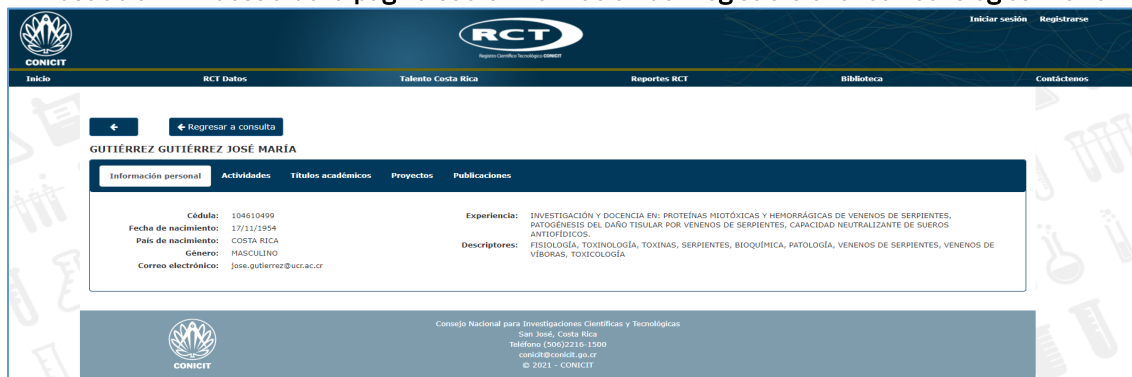 Iniciar sesión Registrarse
CONICIT
RCT
Registro Científico Tecnológico CONICIT
Inicio RCT Datos Talento Costa Rica Reportes RCT Biblioteca Contáctenos
Regresar a consulta
GUTIÉRREZ GUTIÉRREZ JOSÉ MARÍA
Información personal Actividades Títulos académicos Proyectos Publicaciones
Cédula: 104610499
Fecha de nacimiento: 17/11/1954
País de nacimiento: COSTA RICA
Género: MASCULINO
Correo electrónico: jose.gutierrez@ucr.ac.cr
Experiencia: INVESTIGACIÓN Y DOCENCIA EN: PROTEÍNAS MIOTÓXICAS Y HEMORRÁGICAS DE VENENOS DE SERPIENTES,
PATOGÉNESIS DEL DAÑO TISULAR POR VENENOS DE SERPIENTES, CAPACIDAD NEUTRALIZANTE DE SUEROS
ANTIOFÍDICOS.
Descriptores: FISIOLOGÍA, TOXINOLOGÍA, TOXINAS, SERPIENTES, BIOQUÍMICA, PATOLOGÍA, VENENOS DE SERPIENTES, VENENOS DE
VÍBORAS, TOXICOLOGÍA
CONICIT
Consejo Nacional para Investigaciones Científicas y Tecnológicas
San José, Costa Rica
Teléfono (506)2216-1500
conicit@conicit.go.cr
© 2021 - CONICIT